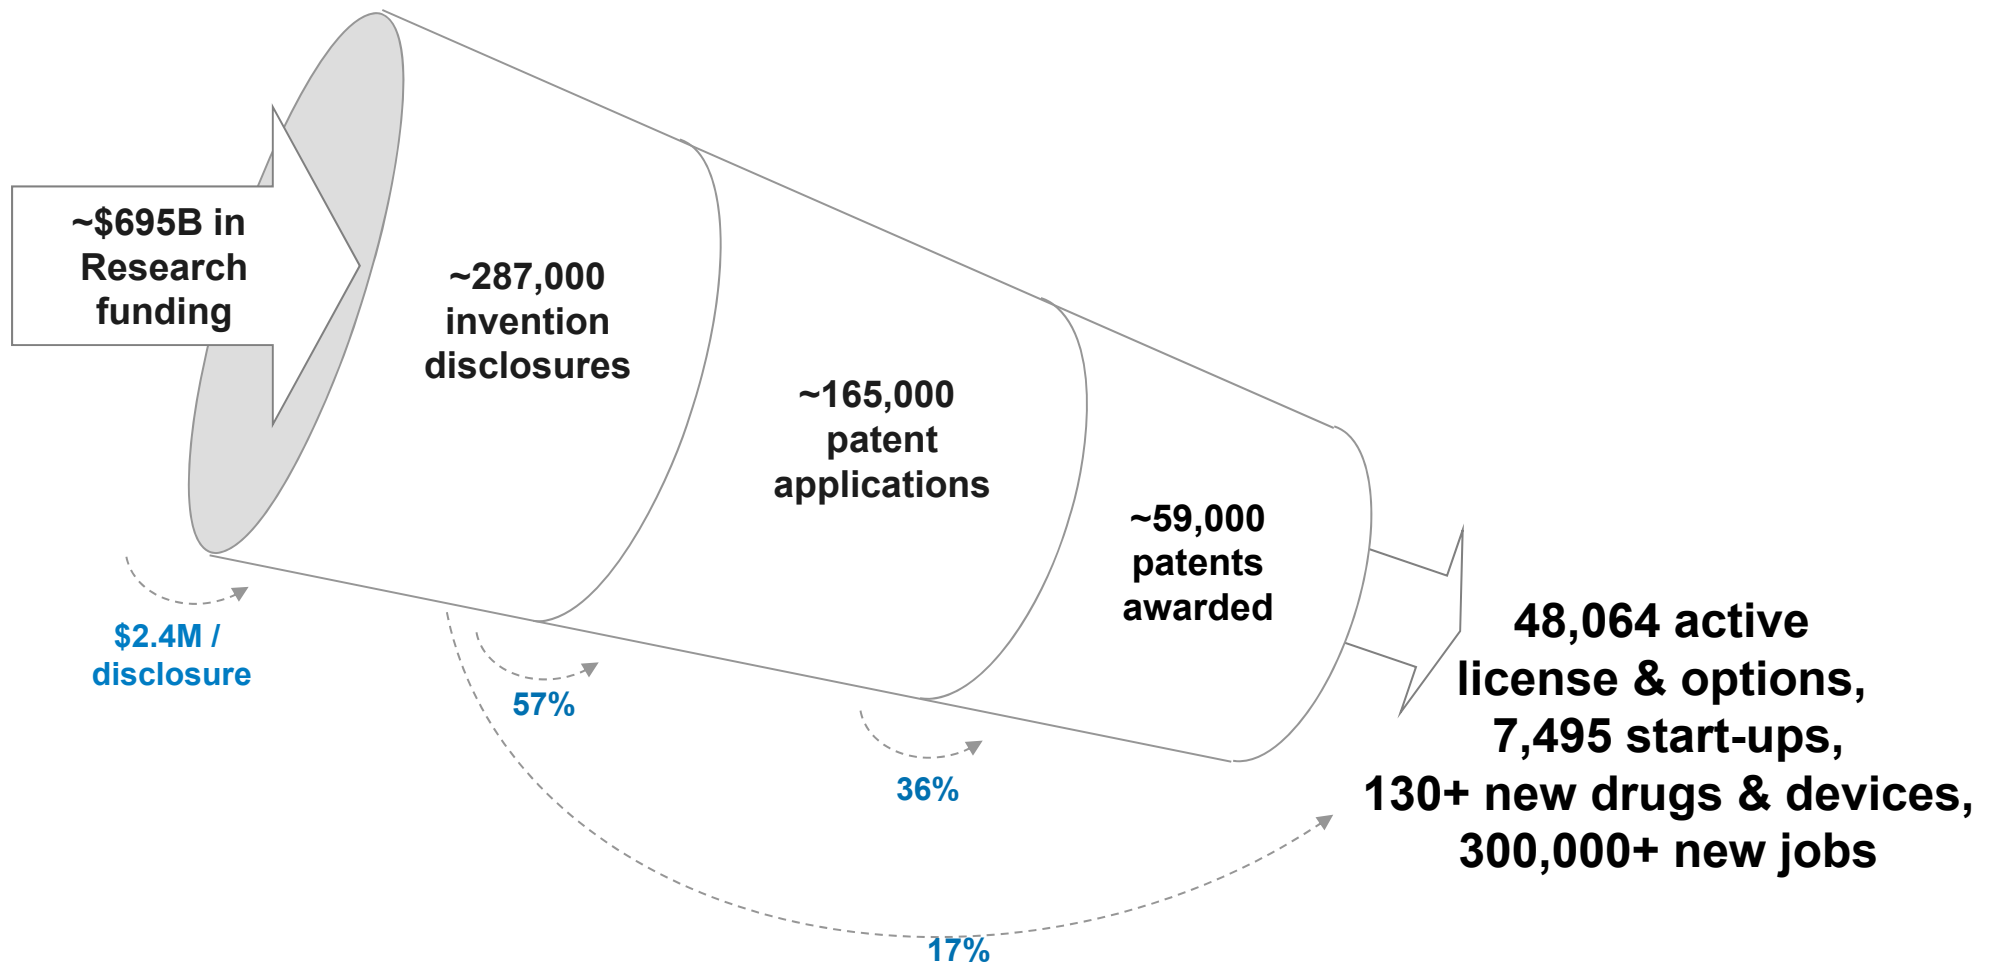 ~$695B in
Research
funding
~287,000
invention
disclosures
~165,000
patent
applications
~59,000
patents
awarded
48,064 active
license & options,
7,495 start-ups,
130+ new drugs & devices,
300,000+ new jobs
$2.4M /
disclosure
57%
36%
17%